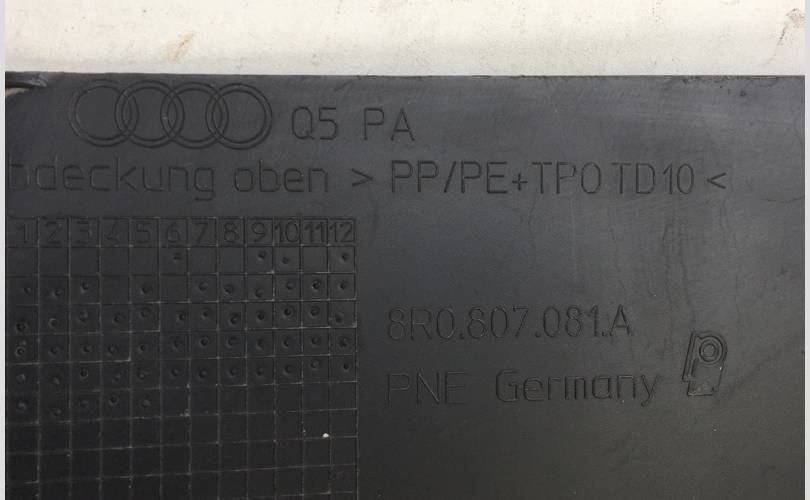 Q5 PA
bdeckung oben > PP/PE+TPO TD10 <
1 2 3 4 5 6 7 8 9 10 11 12
8R0.807.081.A
PNE Germany